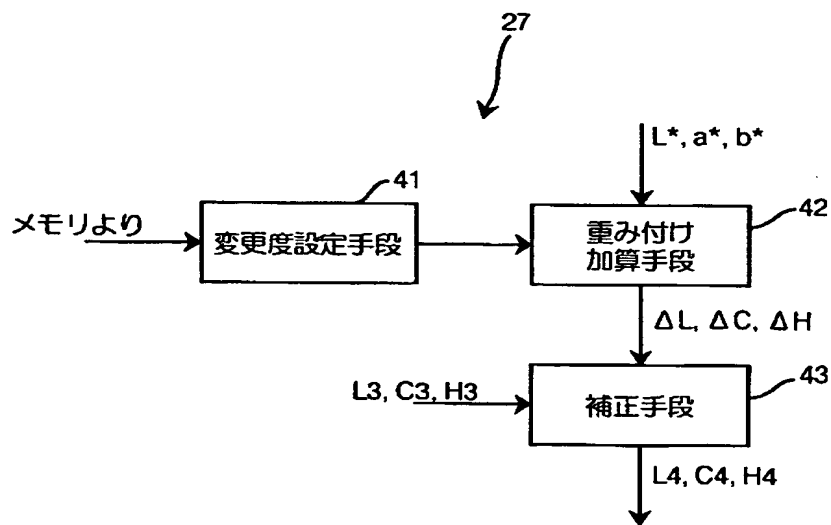 27
L*, a*, b*
41
メモリより
変更度設定手段
42
重み付け
加算手段
ΔL, ΔC, ΔH
43
L3, C3, H3
補正手段
L4, C4, H4